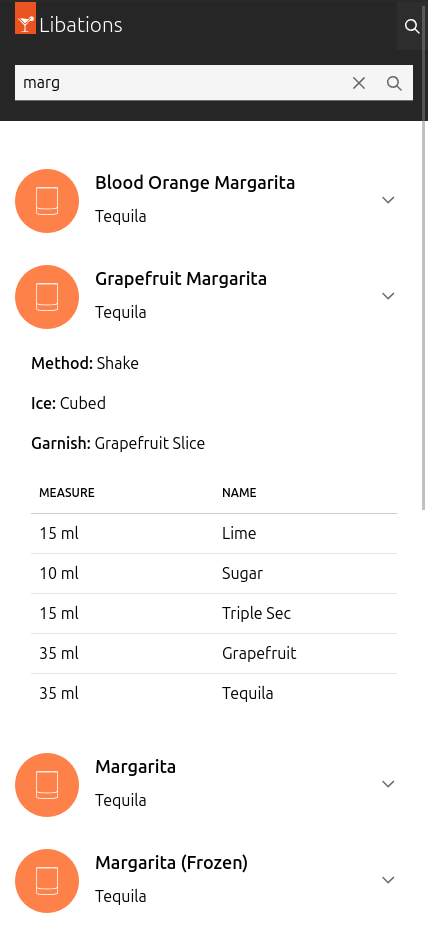 Libations
marg
Blood Orange Margarita
Tequila
Grapefruit Margarita
Tequila
Method: Shake
Ice: Cubed
Garnish: Grapefruit Slice
MEASURE NAME
15 ml Lime
10 ml Sugar
15 ml Triple Sec
35 ml Grapefruit
35 ml Tequila
Margarita
Tequila
Margarita (Frozen)
Tequila